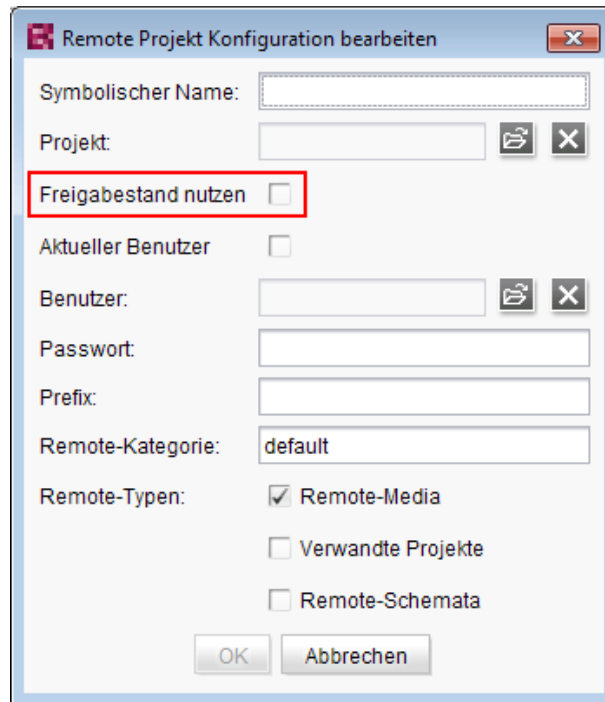 Remote Projekt Konfiguration bearbeiten
Symbolischer Name:
Projekt:
Freigabestand nutzen
Aktueller Benutzer
Benutzer:
Passwort:
Prefix:
Remote-Kategorie: default
Remote-Typen: Remote-Media
Verwandte Projekte
Remote-Schemata
OK Abbrechen